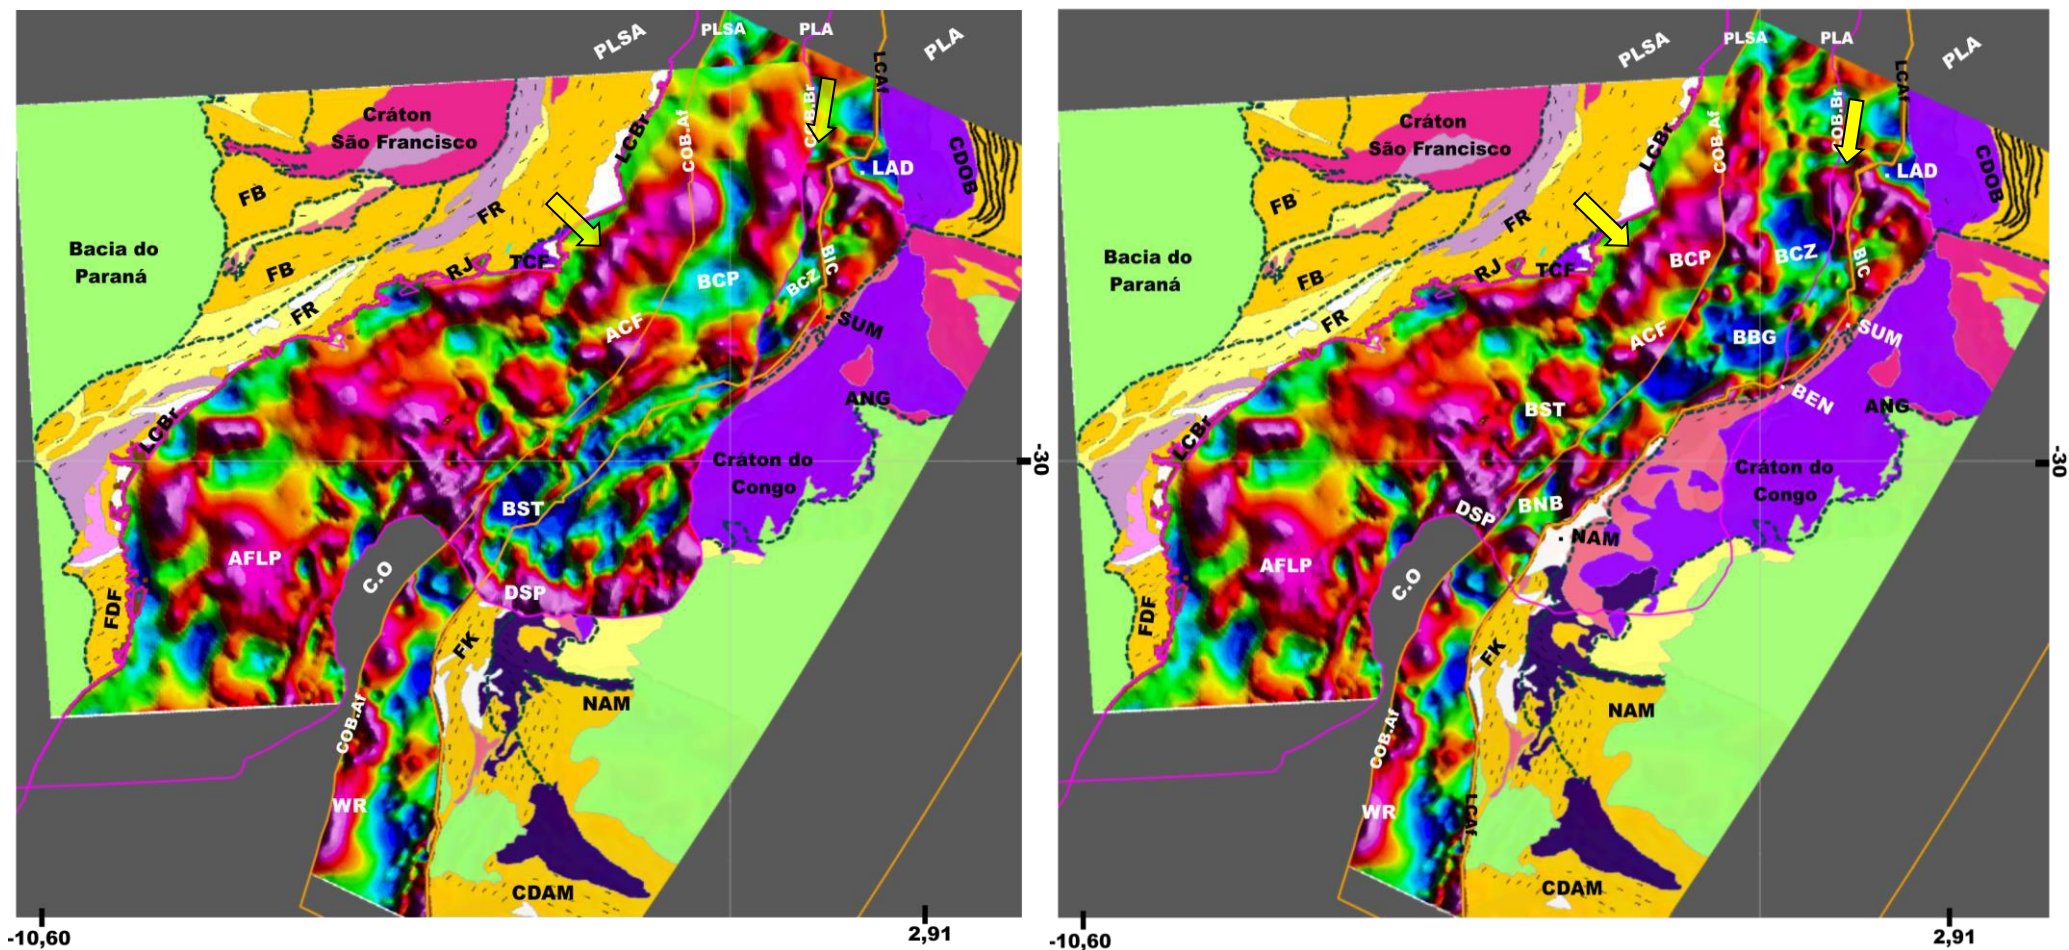 PLSA
PLSA
PLA
PLA
LCAf
Cráton
São Francisco
LCBr
COB.Af
COB.Br
LAD
CDOB
FB
FR
Bacia do
Paraná
FB
RJ
TCF
BCP
BCZ
BIC
FR
ACF
SUM
ANG
LCBr
Cráton do
Congo
-30
BST
AFLP
C.O
DSP
FDF
FK
NAM
COB.Af
WR
CDAM
-10,60
2,91
PLSA
PLSA
PLA
PLA
LCAf
Cráton
São Francisco
LCBr
COB.Af
COB.Br
LAD
CDOB
FB
FR
Bacia do
Paraná
FB
RJ
TCF
BCP
BCZ
BIC
FR
ACF
BBG
SUM
BEN
ANG
BST
LCBr
Cráton do
Congo
-30
DSP
BNB
NAM
AFLP
C.O
FDF
FK
NAM
COB.Af
WR
LCAf
CDAM
-10,60
2,91